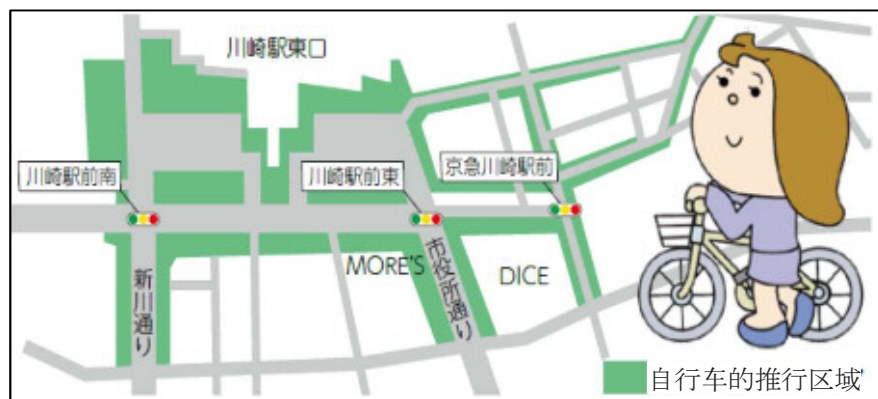 川崎駅東口
川崎駅前南
川崎駅前東
京急川崎駅前
新川通り
MORE'S
市役所通り
DICE
自行车的推行区域